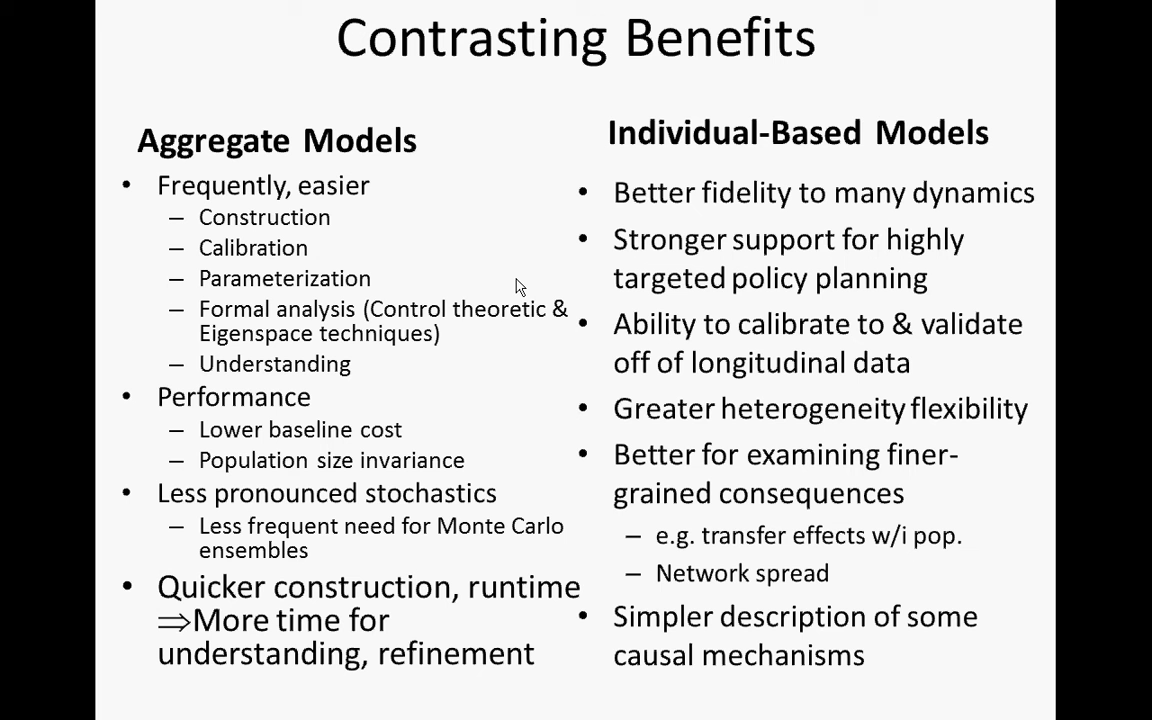 Contrasting Benefits
Aggregate Models
• Frequently, easier
– Construction
– Calibration
– Parameterization
– Formal analysis (Control theoretic &
Eigenspace techniques)
– Understanding
• Performance
– Lower baseline cost
– Population size invariance
• Less pronounced stochastics
– Less frequent need for Monte Carlo
ensembles
• Quicker construction, runtime
⇒More time for
understanding, refinement
Individual-Based Models
• Better fidelity to many dynamics
• Stronger support for highly
targeted policy planning
• Ability to calibrate to & validate
off of longitudinal data
• Greater heterogeneity flexibility
• Better for examining finer-
grained consequences
– e.g. transfer effects w/i pop.
– Network spread
• Simpler description of some
causal mechanisms